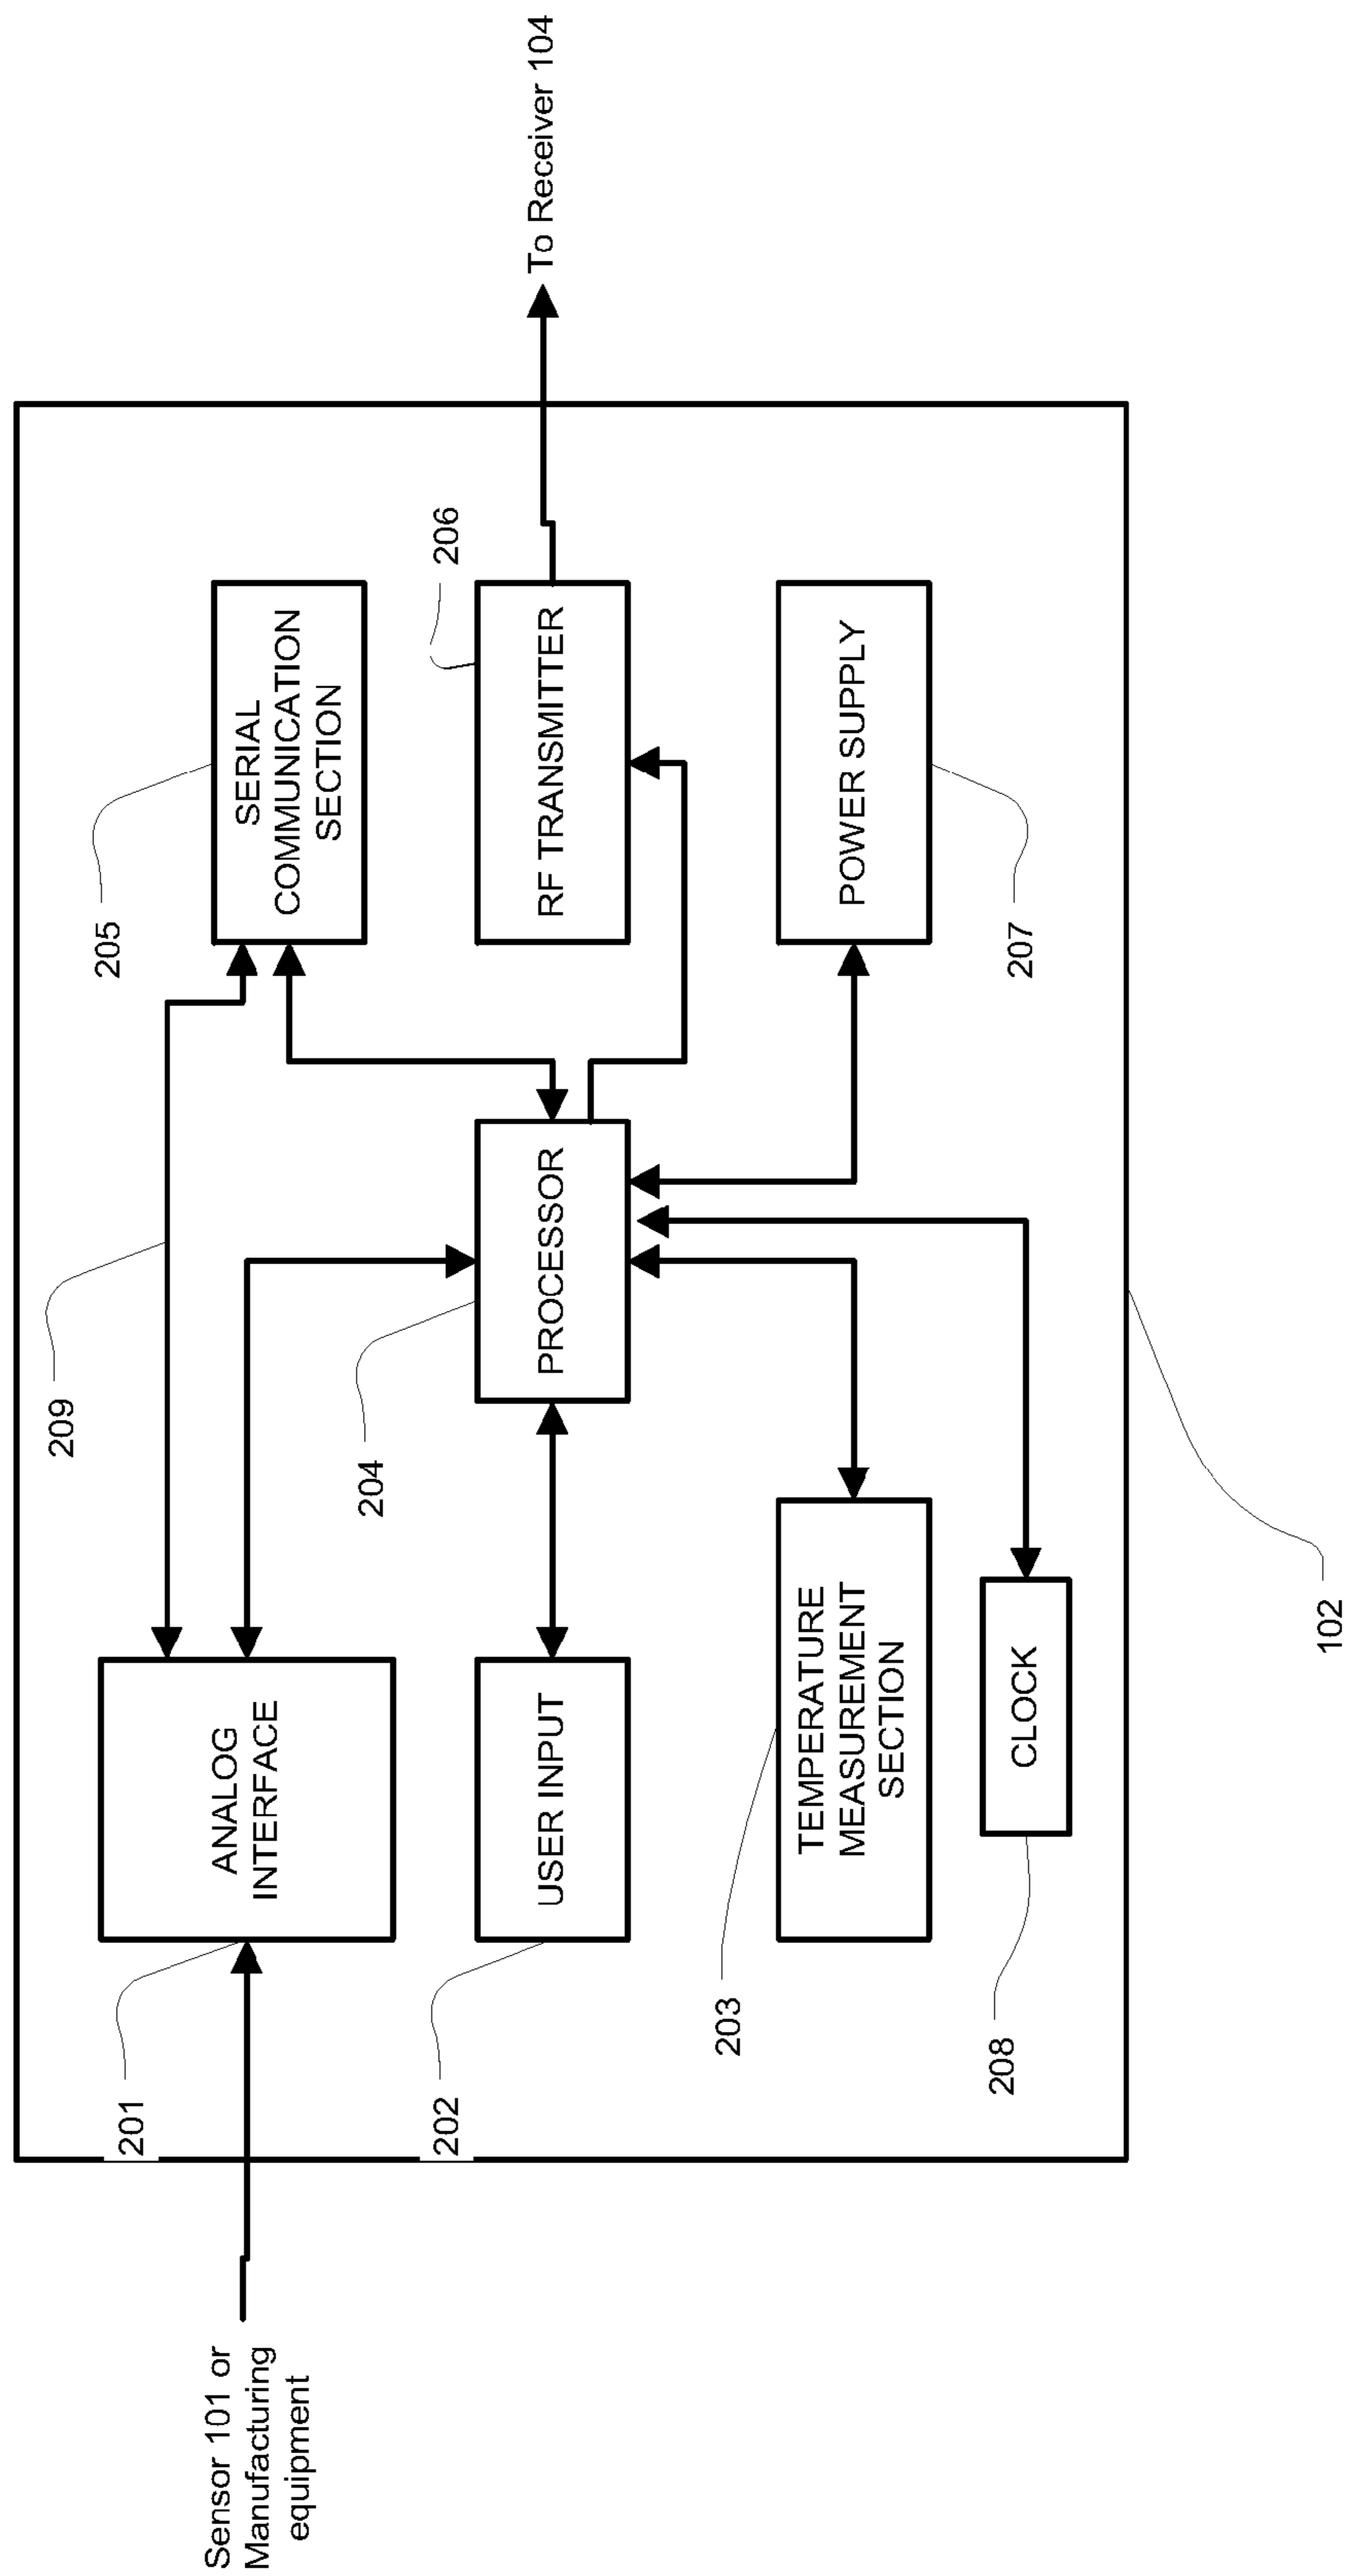 209
205
SERIAL
COMMUNICATION
SECTION
201
ANALOG
INTERFACE
Sensor 101 or
Manufacturing
equipment
204
206
202
USER INPUT
PROCESSOR
RF TRANSMITTER
To Receiver 104
203
TEMPERATURE
MEASUREMENT
SECTION
POWER SUPPLY
208
CLOCK
207
102